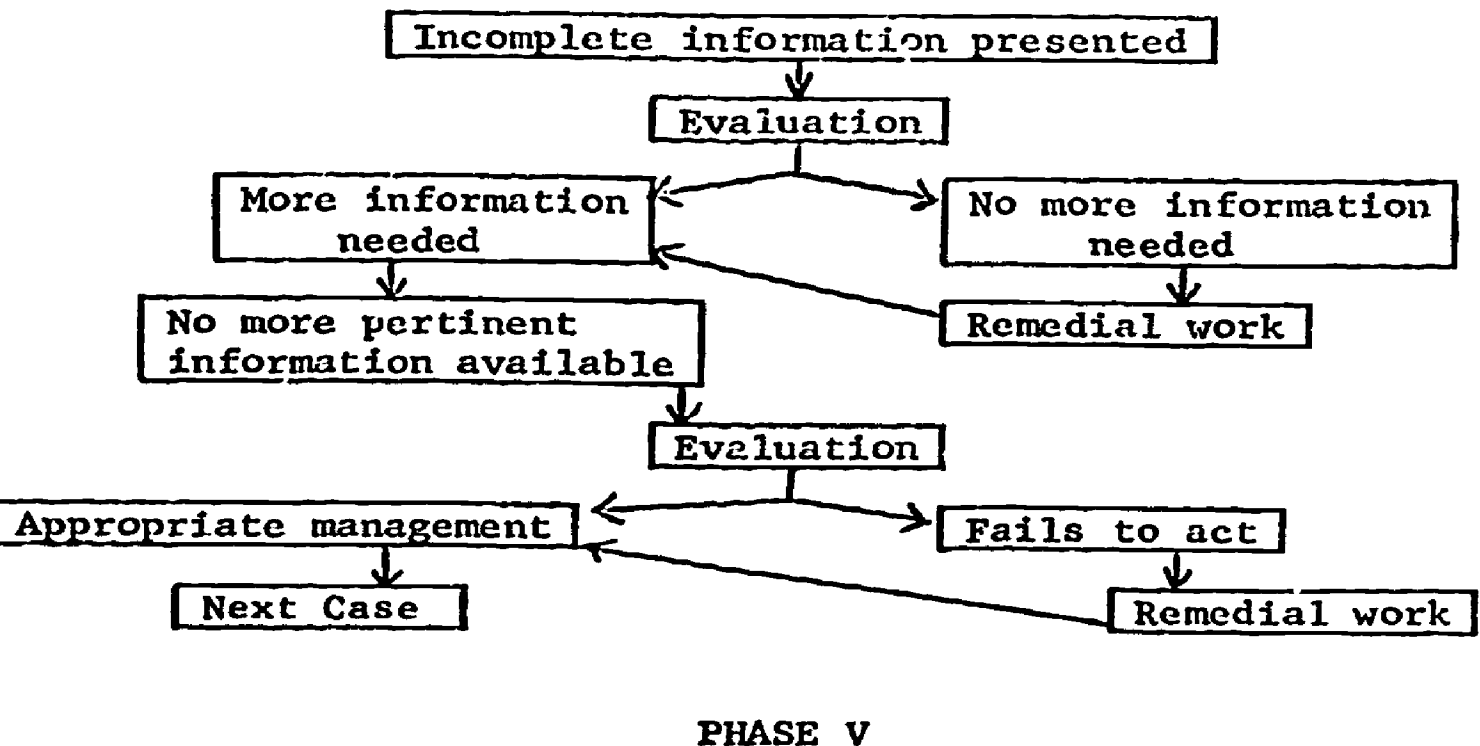 Incomplete information presented
Evaluation
More information
needed
No more information
needed
Remedial work
No more pertinent
information available
Evaluation
Appropriate management
Fails to act
Next Case
Remedial work
PHASE V